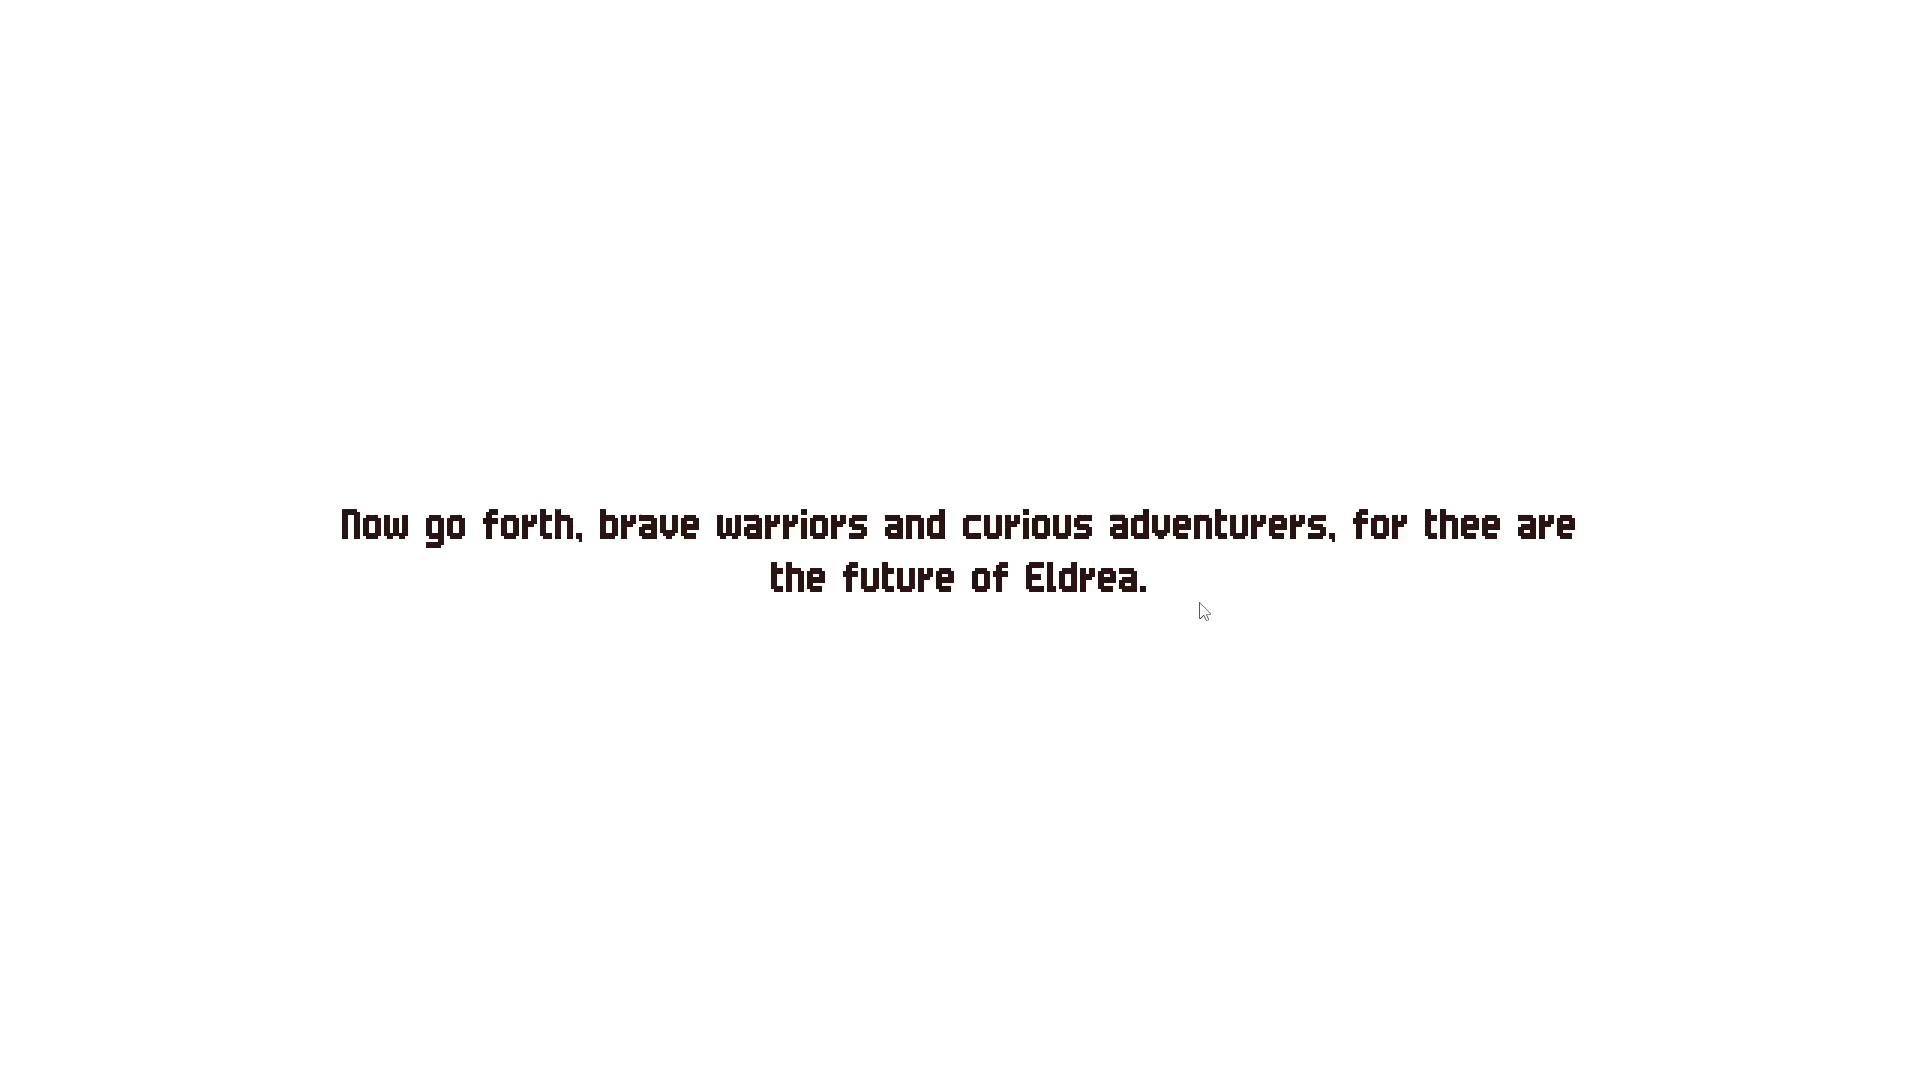 Now go forth, brave warriors and curious adventurers, for thee are
the future of Eldrea.